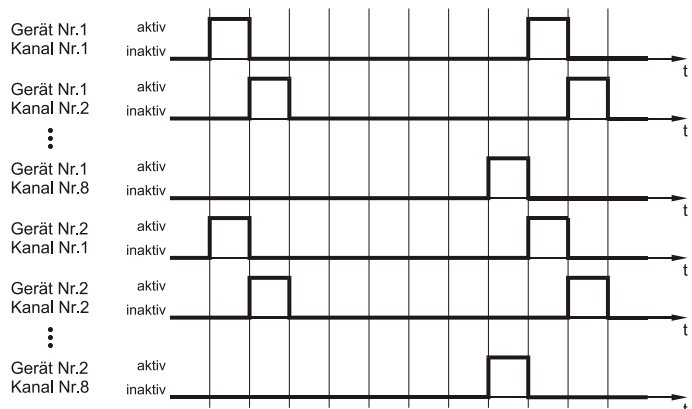 Gerät Nr.1 aktiv
Kanal Nr.1 inaktiv
t
Gerät Nr.1 aktiv
Kanal Nr.2 inaktiv
t
Gerät Nr.1 aktiv
Kanal Nr.8 inaktiv
t
Gerät Nr.2 aktiv
Kanal Nr.1 inaktiv
t
Gerät Nr.2 aktiv
Kanal Nr.2 inaktiv
t
Gerät Nr.2 aktiv
Kanal Nr.8 inaktiv
t